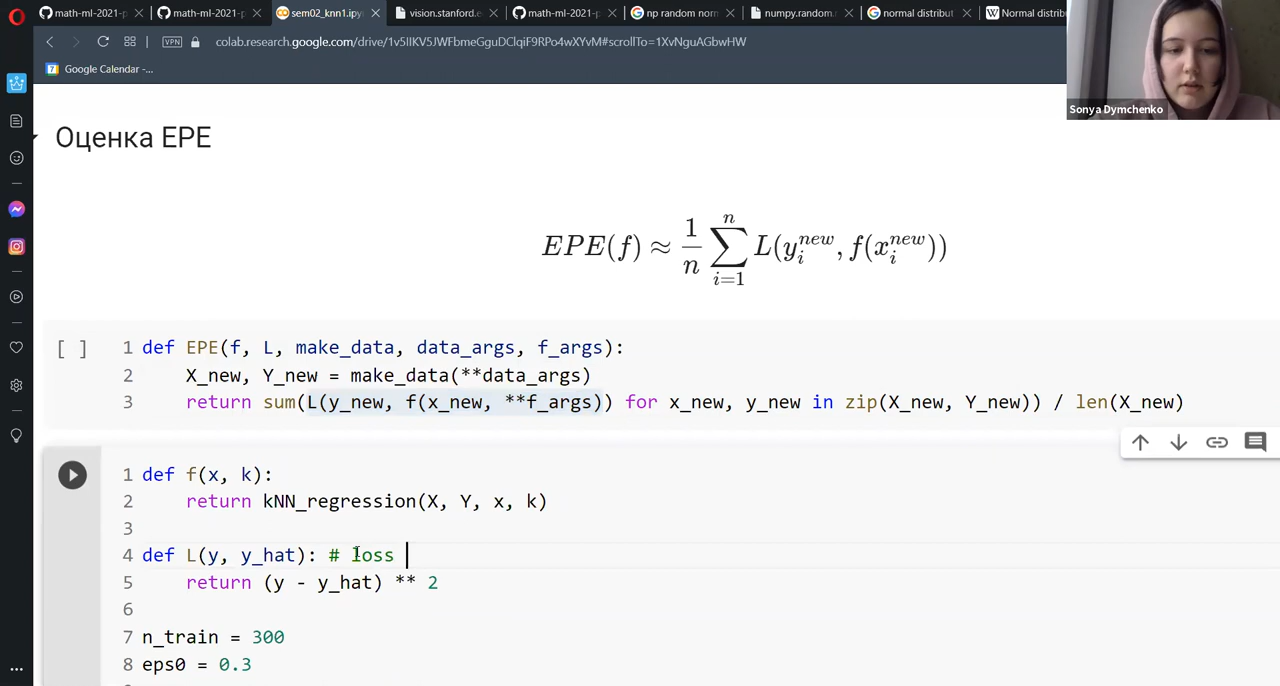 math-ml-2021-p
math-ml-2021-p
sem02_knn1.ipy
vision.stanford.e
math-ml-2021-p
np random norm
numpy.random.
normal distribut
Normal distrib
VPN
colab.research.google.com/drive/1v5IIKV5JWFbmeGguDClqiF9RPo4wXYvM#scrollTo=1XvNguAGbwHW
Google Calendar -...
Sonya Dymchenko
Оценка EPE
EPE(f) ≈ \frac{1}{n} \sum_{i=1}^{n} L(y_i^{new}, f(x_i^{new}))
[ ] 1 def EPE(f, L, make_data, data_args, f_args):
2 X_new, Y_new = make_data(**data_args)
3 return sum(L(y_new, f(x_new, **f_args)) for x_new, y_new in zip(X_new, Y_new)) / len(X_new)
1 def f(x, k):
2 return kNN_regression(X, Y, x, k)
3
4 def L(y, y_hat): # loss
5 return (y - y_hat) ** 2
6
7 n_train = 300
8 eps0 = 0.3